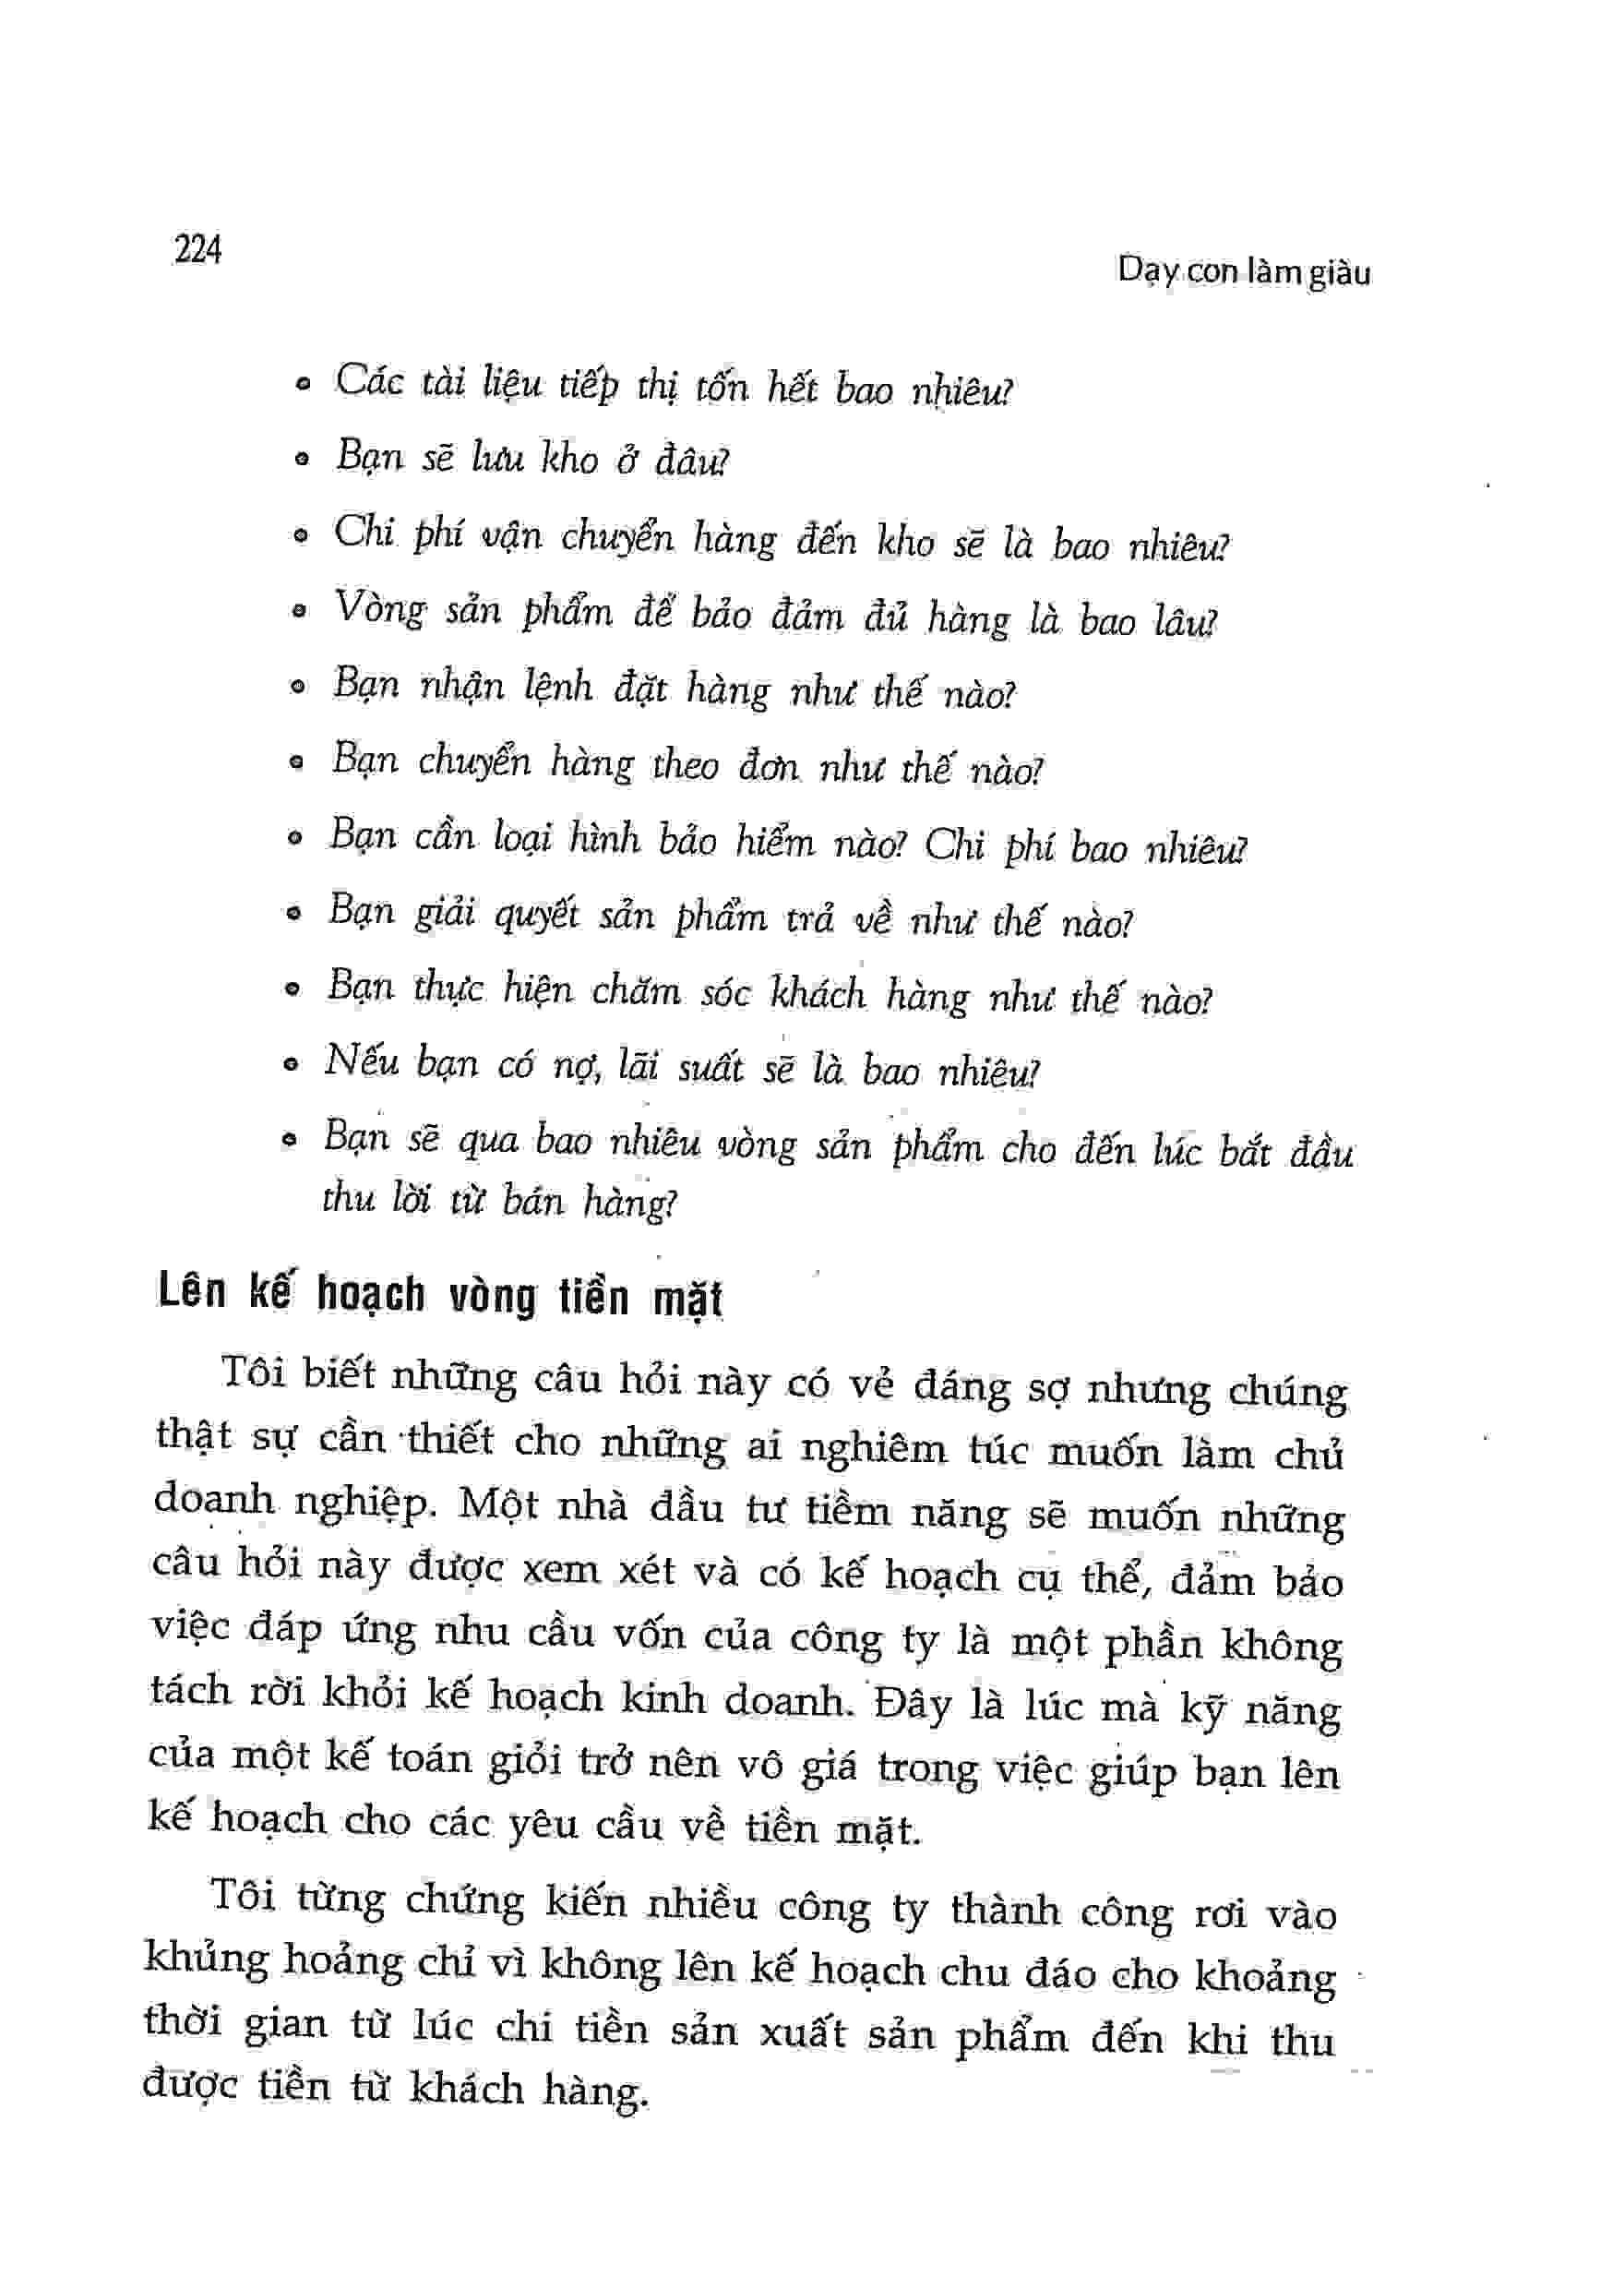 224
Dạy con làm giàu
• Các tài liệu tiếp thị tốn hết bao nhiêu?
• Bạn sẽ lưu kho ở đâu?
• Chi phí vận chuyển hàng đến kho sẽ là bao nhiêu?
• Vòng sản phẩm để bảo đảm đủ hàng là bao lâu?
• Bạn nhận lệnh đặt hàng như thế nào?
• Bạn chuyển hàng theo đơn như thế nào?
• Bạn cần loại hình bảo hiểm nào? Chi phí bao nhiêu?
• Bạn giải quyết sản phẩm trả về như thế nào?
• Bạn thực hiện chăm sóc khách hàng như thế nào?
• Nếu bạn có nợ, lãi suất sẽ là bao nhiêu?
• Bạn sẽ qua bao nhiêu vòng sản phẩm cho đến lúc bắt đầu
thu lời từ bán hàng?
Lên kế hoạch vòng tiền mặt
Tôi biết những câu hỏi này có vẻ đáng sợ nhưng chúng
thật sự cần thiết cho những ai nghiêm túc muốn làm chủ
doanh nghiệp. Một nhà đầu tư tiềm năng sẽ muốn những
câu hỏi này được xem xét và có kế hoạch cụ thể, đảm bảo
việc đáp ứng nhu cầu vốn của công ty là một phần không
tách rời khỏi kế hoạch kinh doanh. Đây là lúc mà kỹ năng
của một kế toán giỏi trở nên vô giá trong việc giúp bạn lên
kế hoạch cho các yêu cầu về tiền mặt.
Tôi từng chứng kiến nhiều công ty thành công rơi vào
khủng hoảng chỉ vì không lên kế hoạch chu đáo cho khoảng
thời gian từ lúc chi tiền sản xuất sản phẩm đến khi thu
được tiền từ khách hàng.